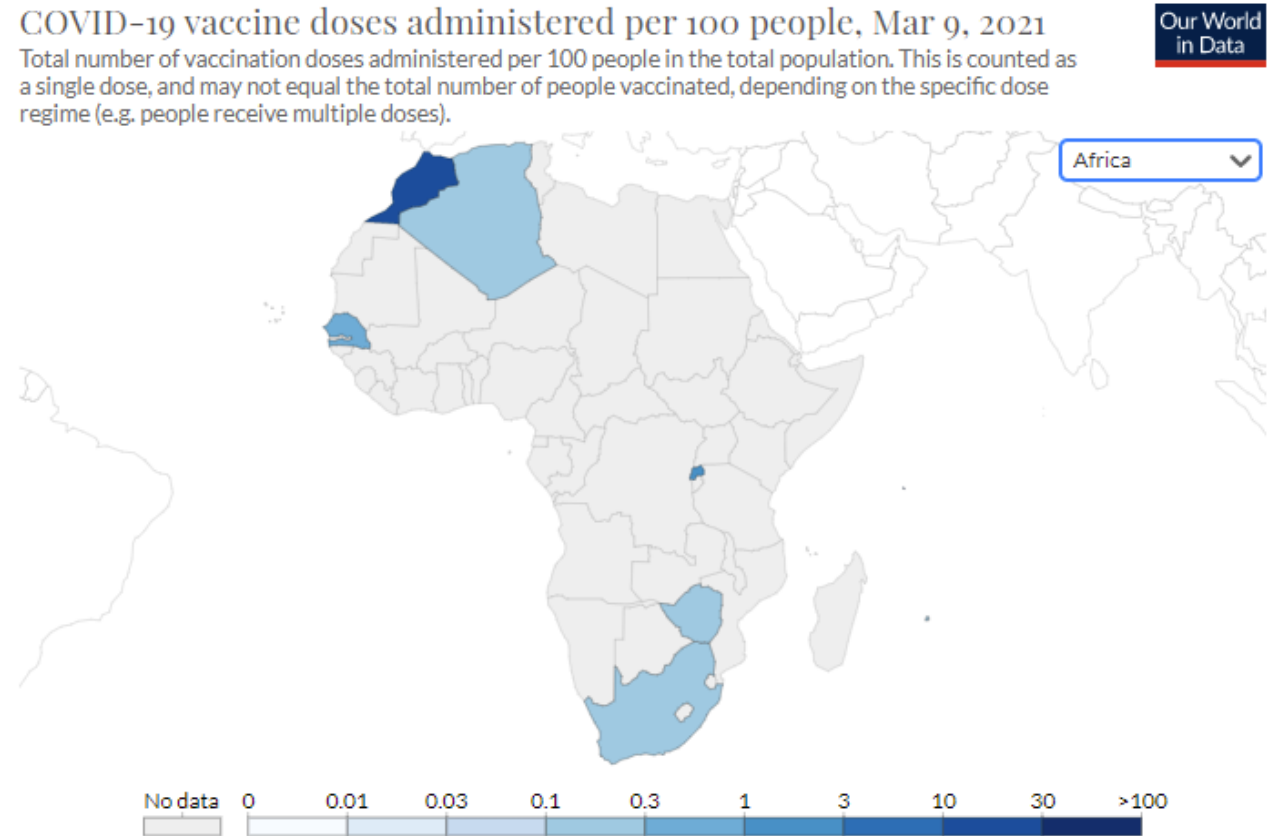 COVID-19 vaccine doses administered per 100 people, Mar 9, 2021
Our World
in Data
Total number of vaccination doses administered per 100 people in the total population. This is counted as
a single dose, and may not equal the total number of people vaccinated, depending on the specific dose
regime (e.g. people receive multiple doses).
Africa
No data 0 0.01 0.03 0.1 0.3 1 3 10 30 >100